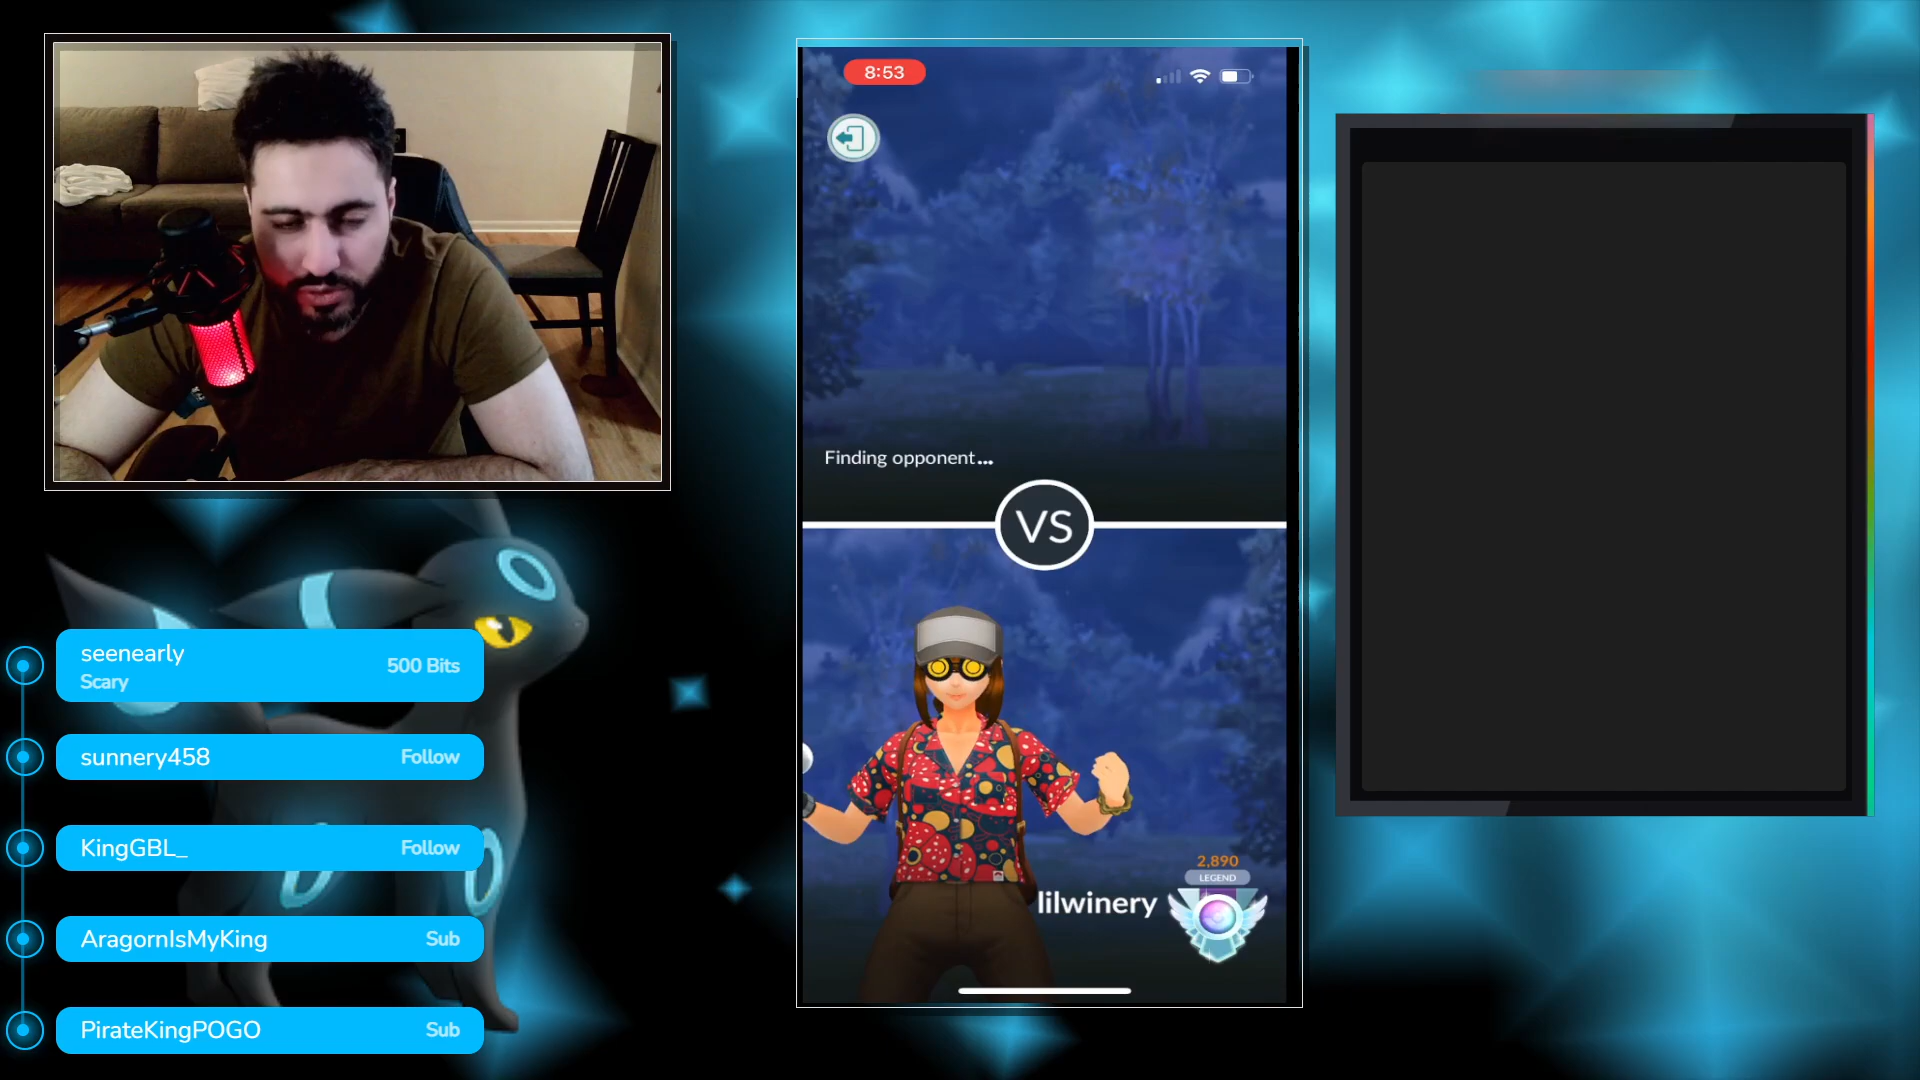 8:53
Finding opponent...
VS
2,890
LEGEND
lilwinery
seenearly
Scary
500 Bits
sunnery458
Follow
KingGBL_
Follow
AragornIsMyKing
Sub
PirateKingPOGO
Sub